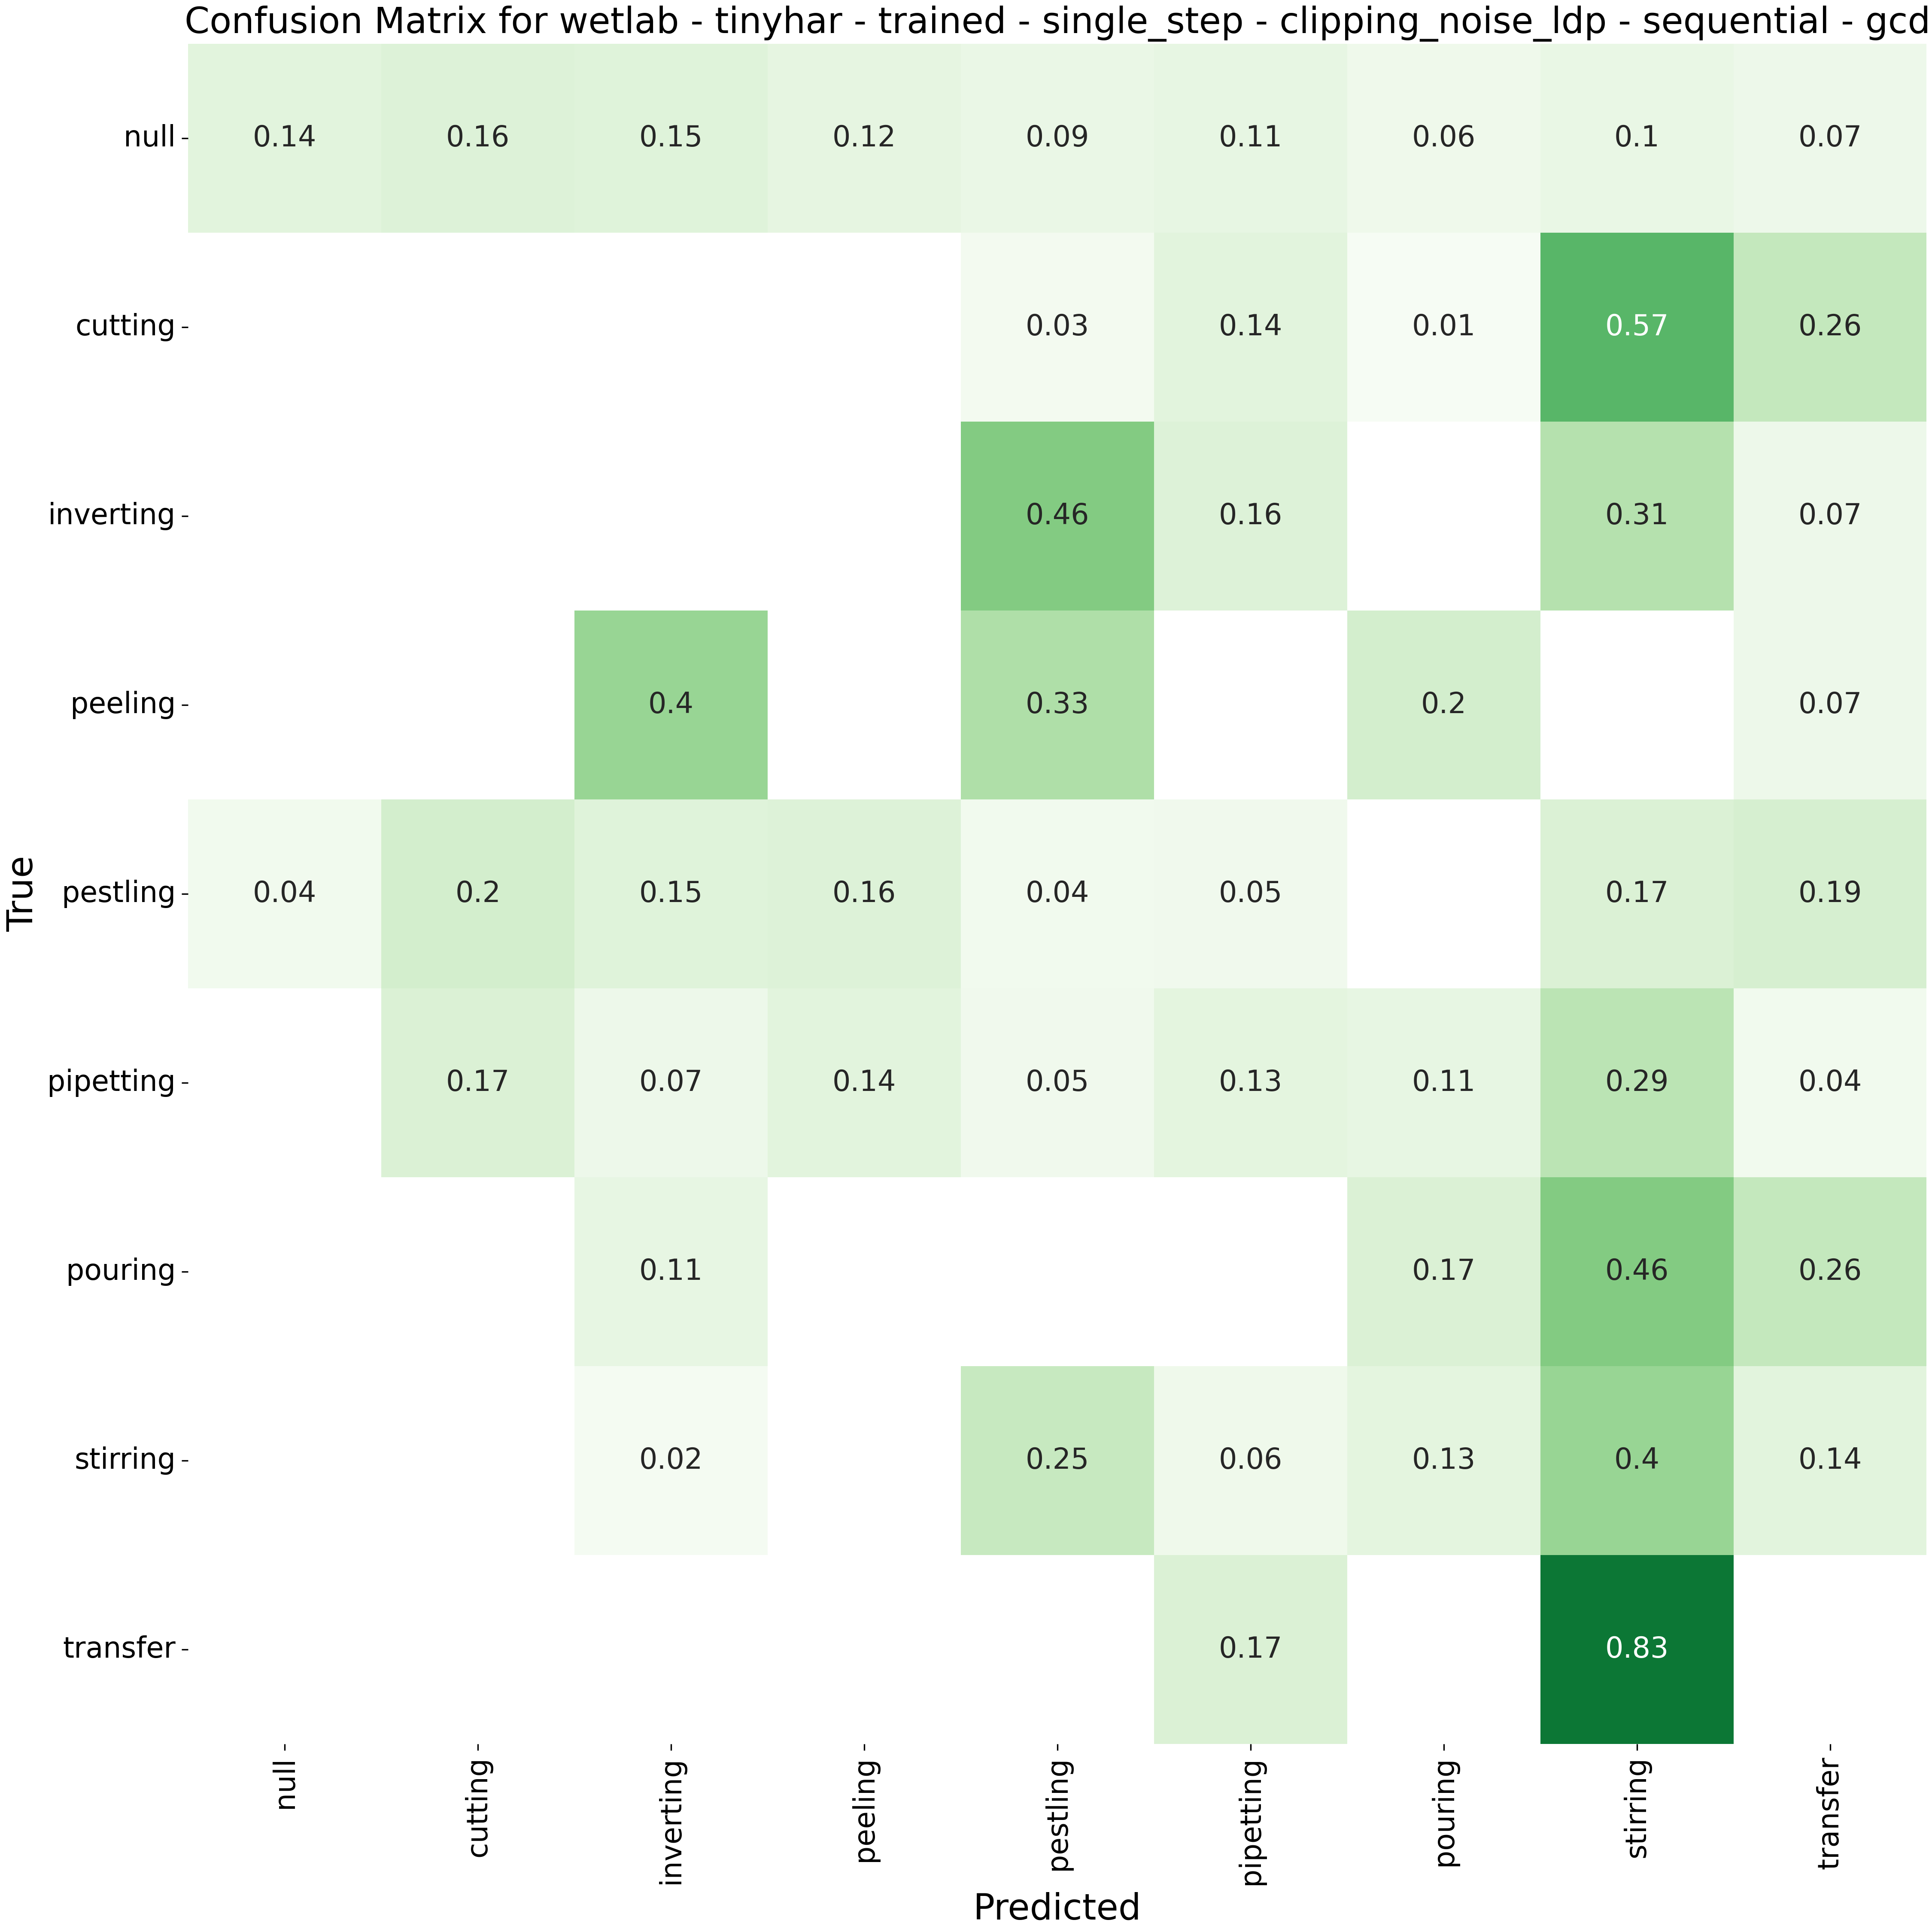 Confusion Matrix for wetlab - tinyhar - trained - single_step - clipping_noise_ldp - sequential - gcd
null 0.14 0.16 0.15 0.12 0.09 0.11 0.06 0.1 0.07
cutting 0.03 0.14 0.01 0.57 0.26
inverting 0.46 0.16 0.31 0.07
peeling 0.4 0.33 0.2 0.07
pestling 0.04 0.2 0.15 0.16 0.04 0.05 0.17 0.19
pipetting 0.17 0.07 0.14 0.05 0.13 0.11 0.29 0.04
pouring 0.11 0.17 0.46 0.26
stirring 0.02 0.25 0.06 0.13 0.4 0.14
transfer 0.17 0.83
True
null cutting inverting peeling pestling pipetting pouring stirring transfer
Predicted